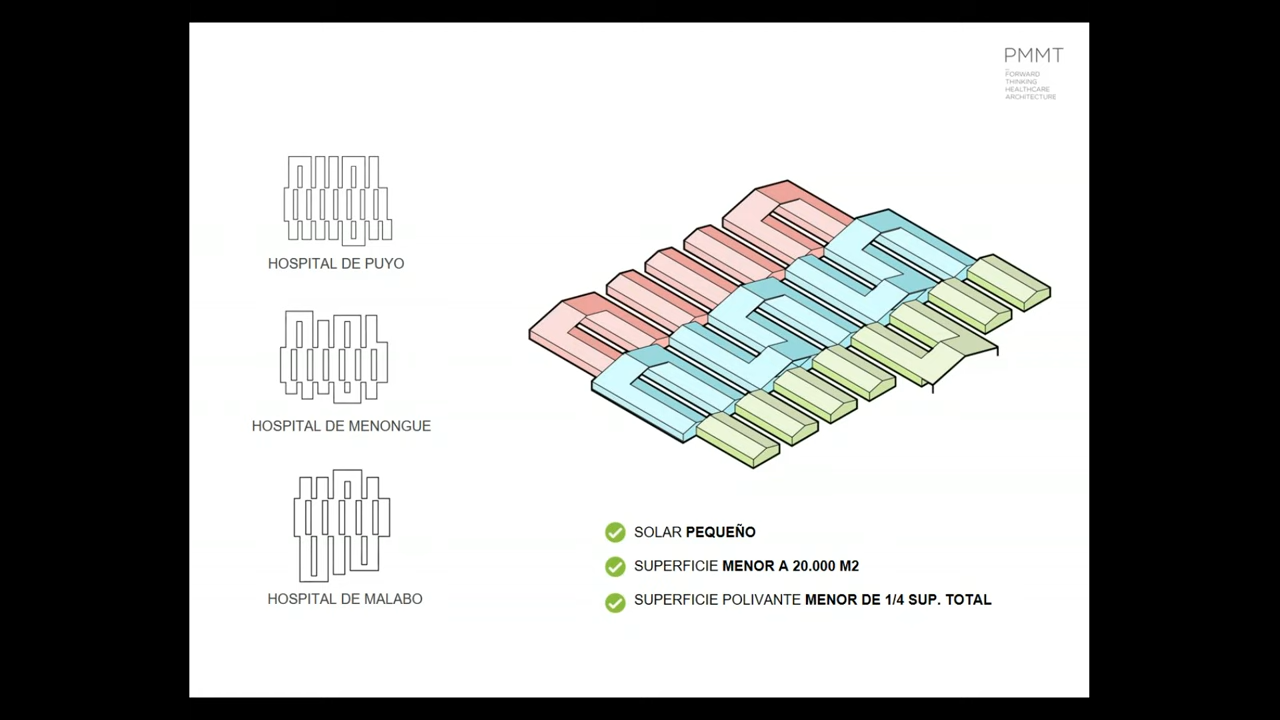 PMMT
FORWARD
THINKING
HEALTHCARE
ARCHITECTURE
HOSPITAL DE PUYO
HOSPITAL DE MENONGUE
HOSPITAL DE MALABO
SOLAR PEQUEÑO
SUPERFICIE MENOR A 20.000 M2
SUPERFICIE POLIVANTE MENOR DE 1/4 SUP. TOTAL